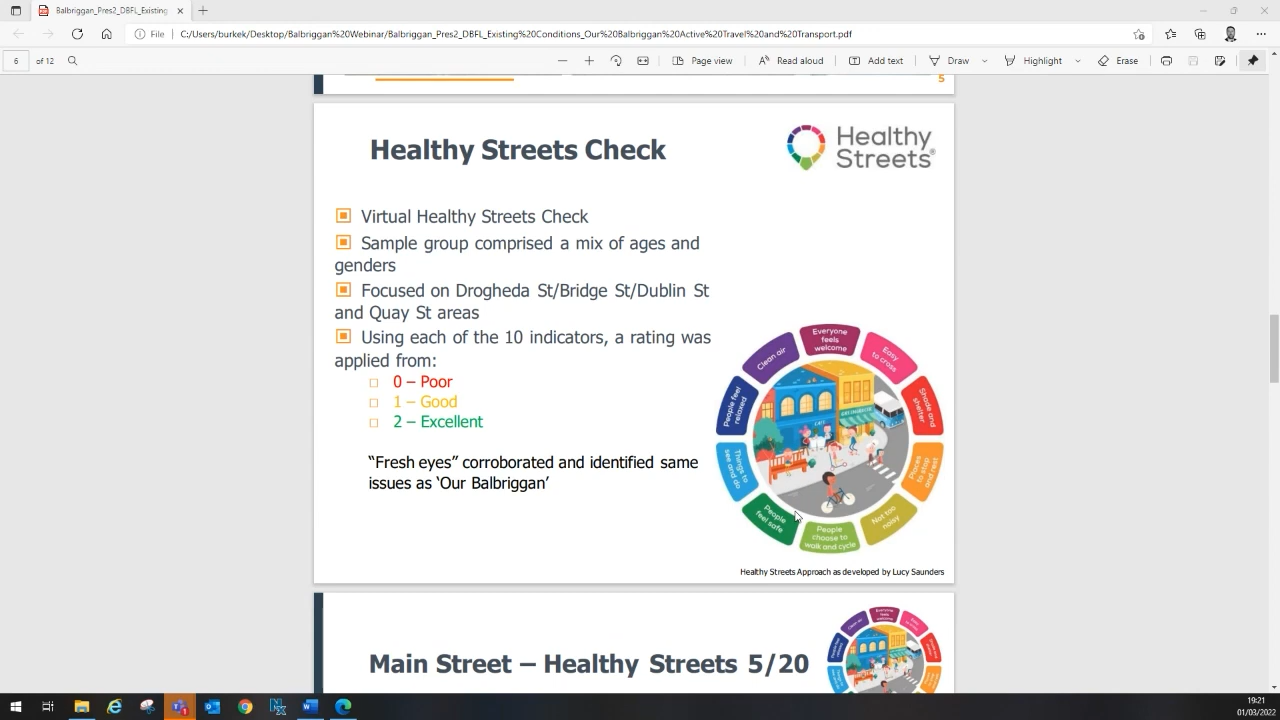 Balbriggan_Pres2_DBFL_Existing
File
C:/Users/burkek/Desktop/Balbriggan%20Webinar/Balbriggan_Pres2_DBFL_Existing%20Conditions_Our%20Balbriggan%20Active%20Travel%20and%20Transport.pdf
6 of 12
Page view
Read aloud
Add text
Draw
Highlight
Erase
5
Healthy Streets Check
Healthy
Streets®
Virtual Healthy Streets Check
Sample group comprised a mix of ages and
genders
Focused on Drogheda St/Bridge St/Dublin St
and Quay St areas
Using each of the 10 indicators, a rating was
applied from:
0 – Poor
1 – Good
2 – Excellent
“Fresh eyes” corroborated and identified same
issues as ‘Our Balbriggan’
Everyone
feels
welcome
Easy
to cross
Shade and
shelter
Places
to stop
and rest
Not too
noisy
People
choose to
walk and cycle
People
feel safe
Things to
see and do
People feel
relaxed
Clean air
CAFE
Healthy Streets Approach as developed by Lucy Saunders
Main Street – Healthy Streets 5/20
Everyone
feels
welcome
Clean air
19:21
01/03/2022